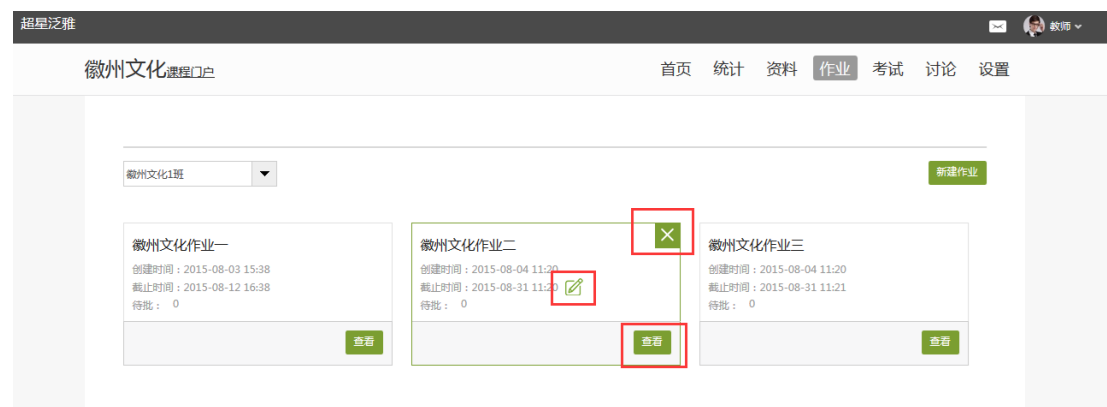 超星泛雅
教师
徽州文化课程门户
首页 统计 资料 作业 考试 讨论 设置
徽州文化1班
新建作业
徽州文化作业一
创建时间：2015-08-03 15:38
截止时间：2015-08-12 16:38
待批： 0
查看
徽州文化作业二
创建时间：2015-08-04 11:20
截止时间：2015-08-31 11:20
待批： 0
查看
徽州文化作业三
创建时间：2015-08-04 11:20
截止时间：2015-08-31 11:21
待批： 0
查看